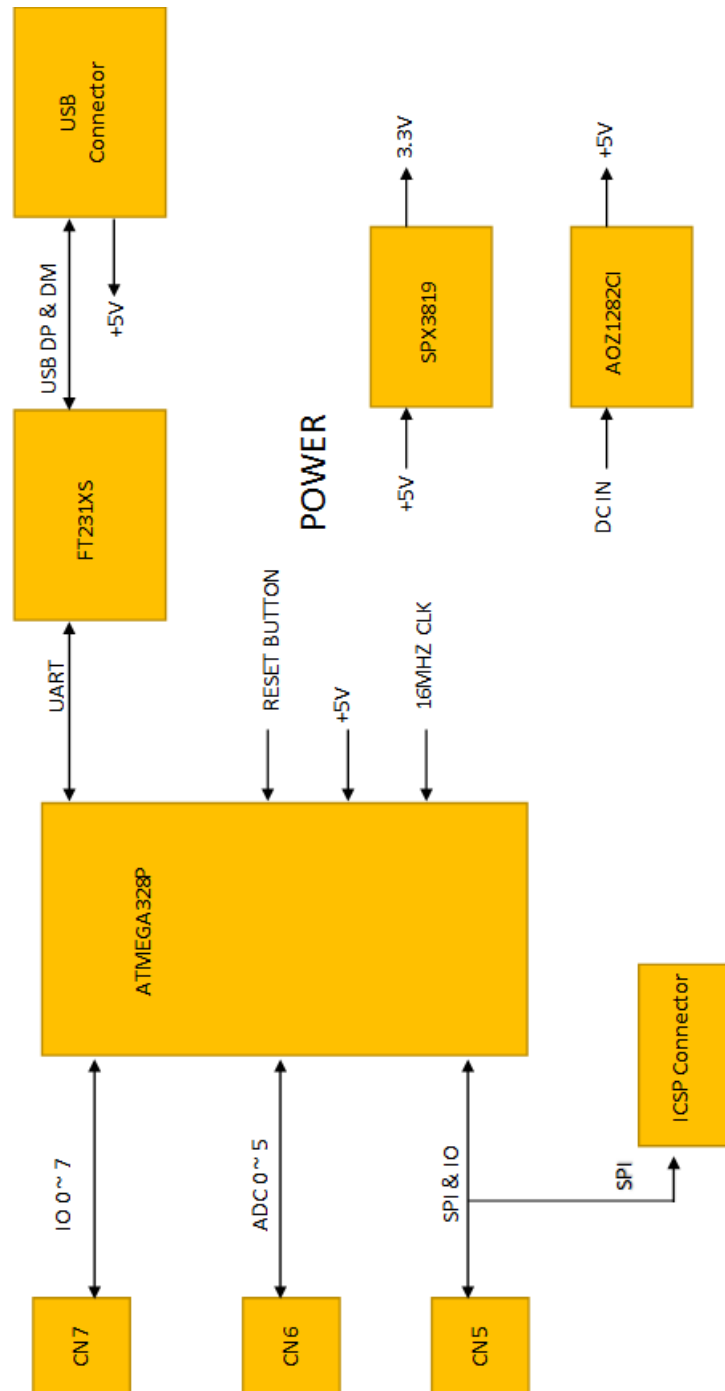 USB
Connector
USB DP & DM
+5V
FT231XS
UART
ATMEGA328P
RESET BUTTON
+5V
16MHZ CLK
IO 0~ 7
CN7
ADC 0~ 5
CN6
SPI & IO
CN5
SPI
ICSP Connector
POWER
+5V
SPX3819
3.3V
DC IN
AOZ1282CI
+5V